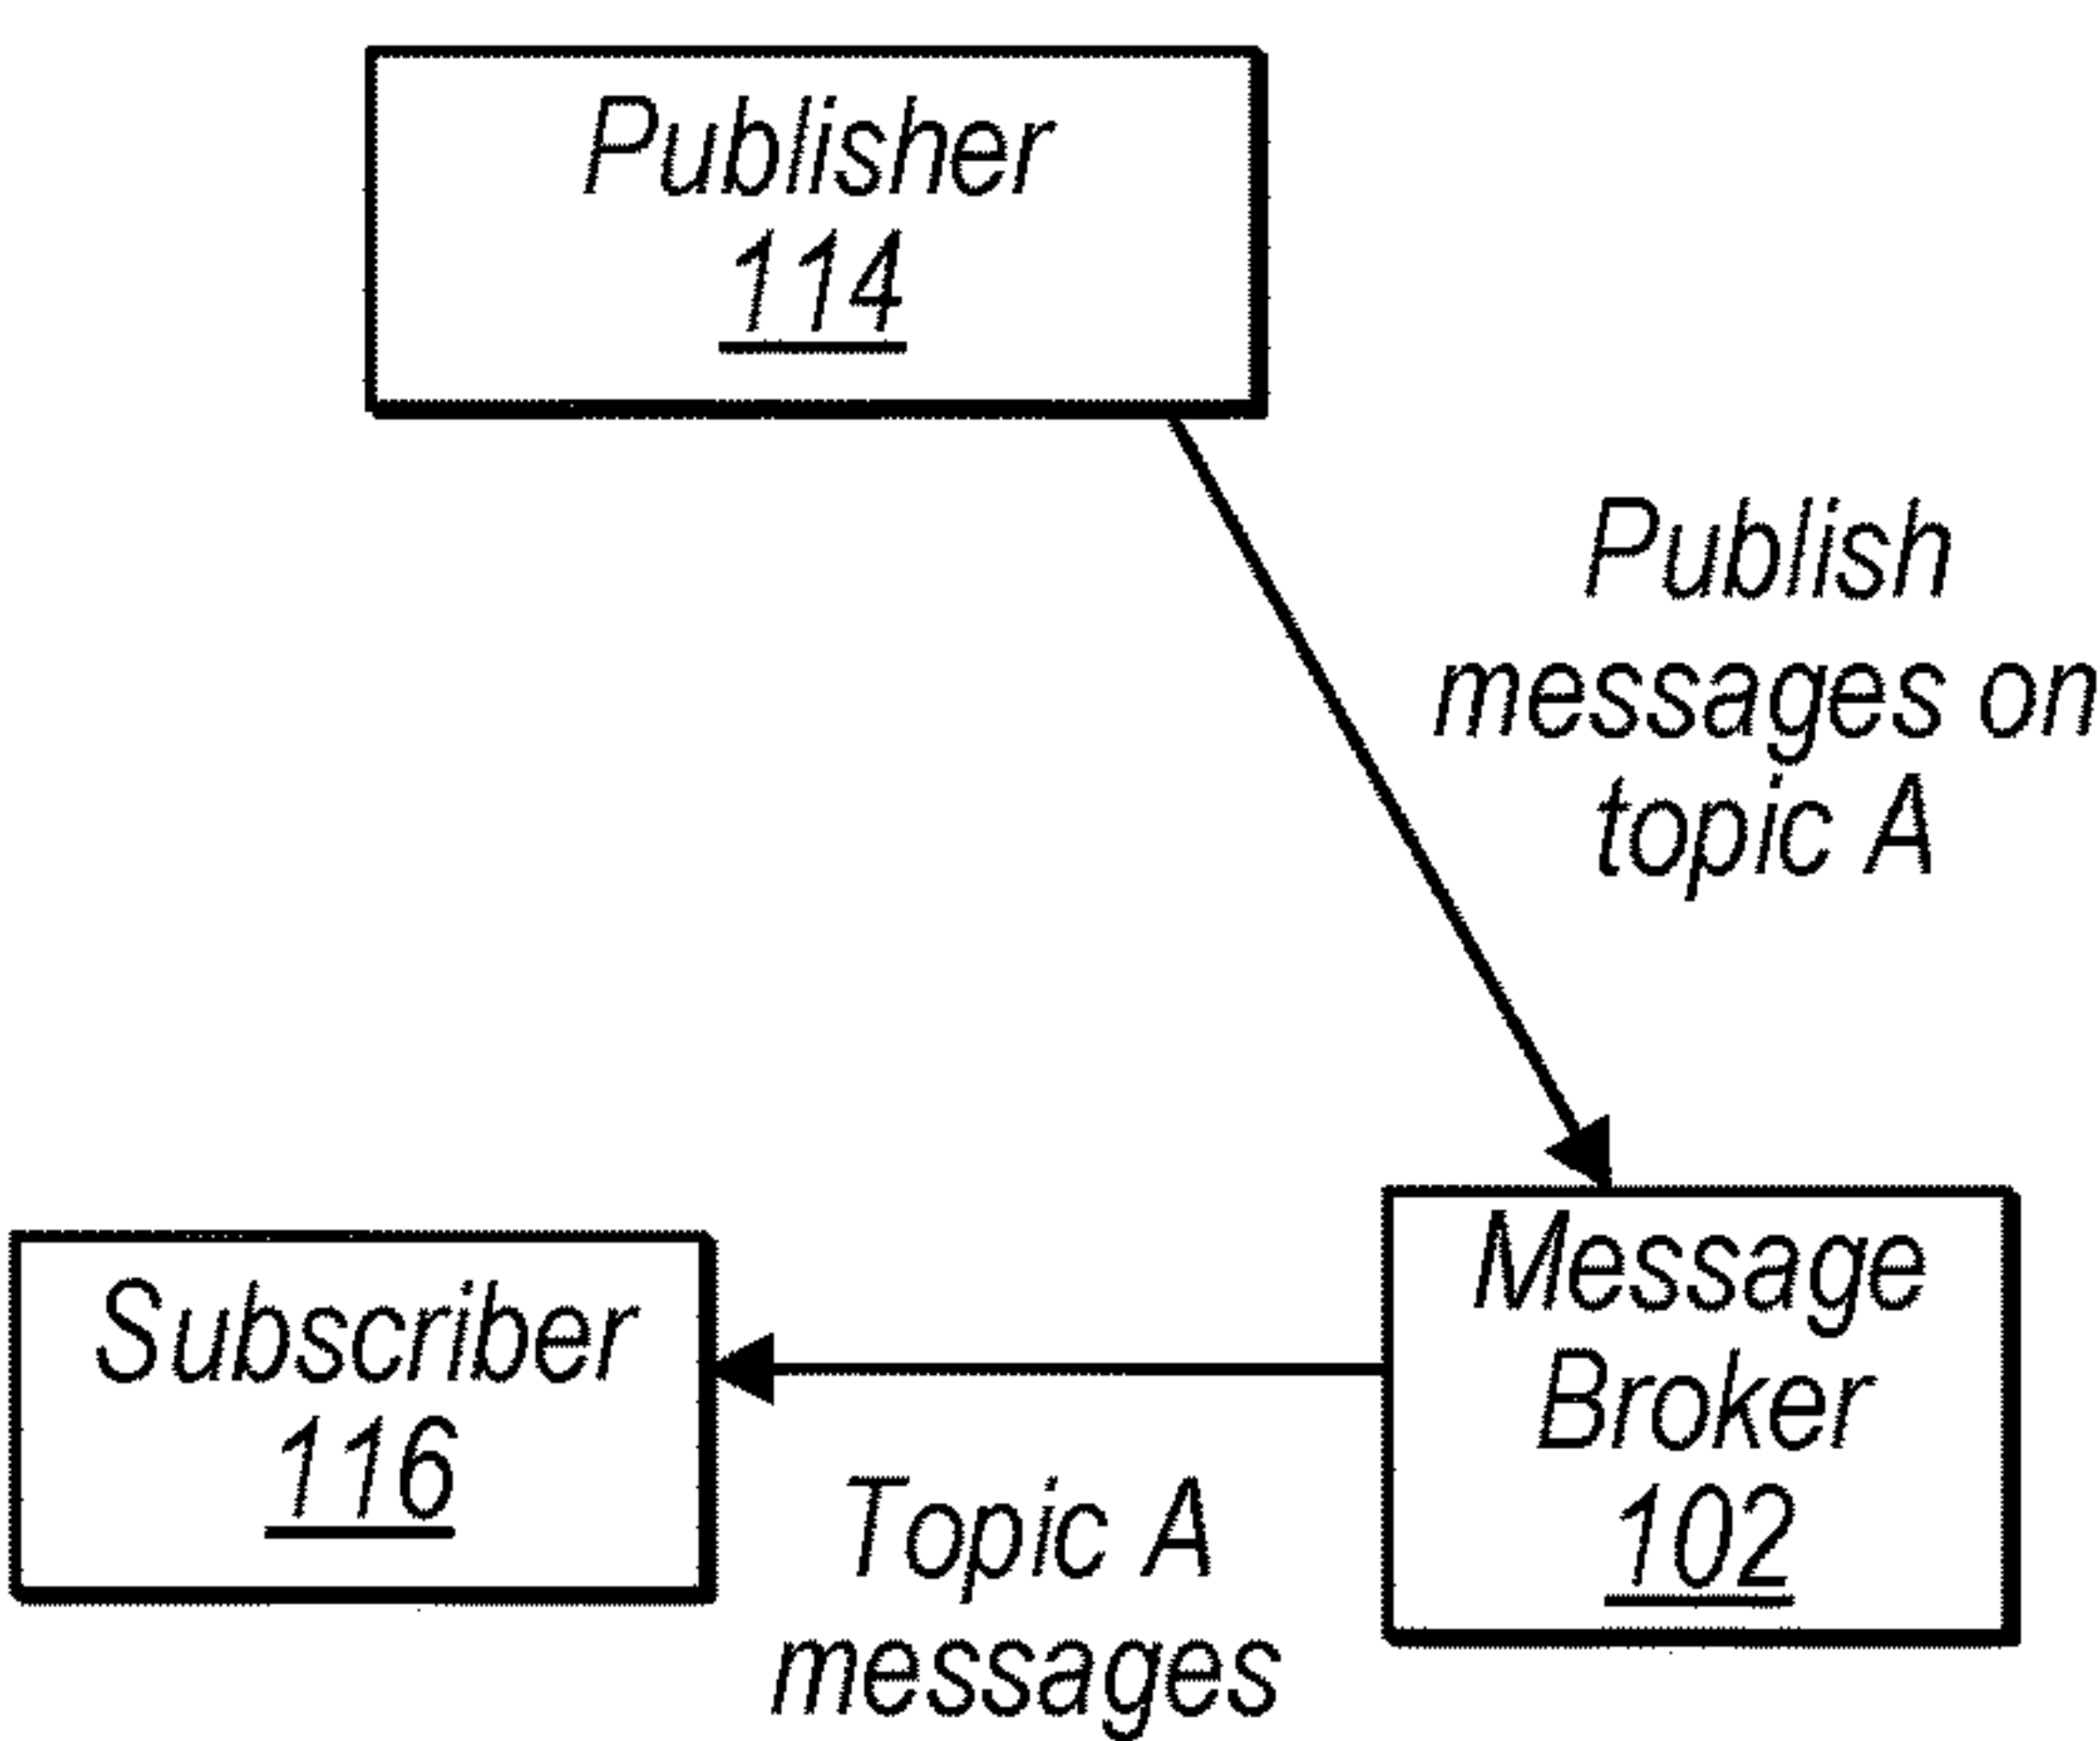 Publisher
114
Publish
messages on
topic A
Subscriber
116
Topic A
messages
Message
Broker
102